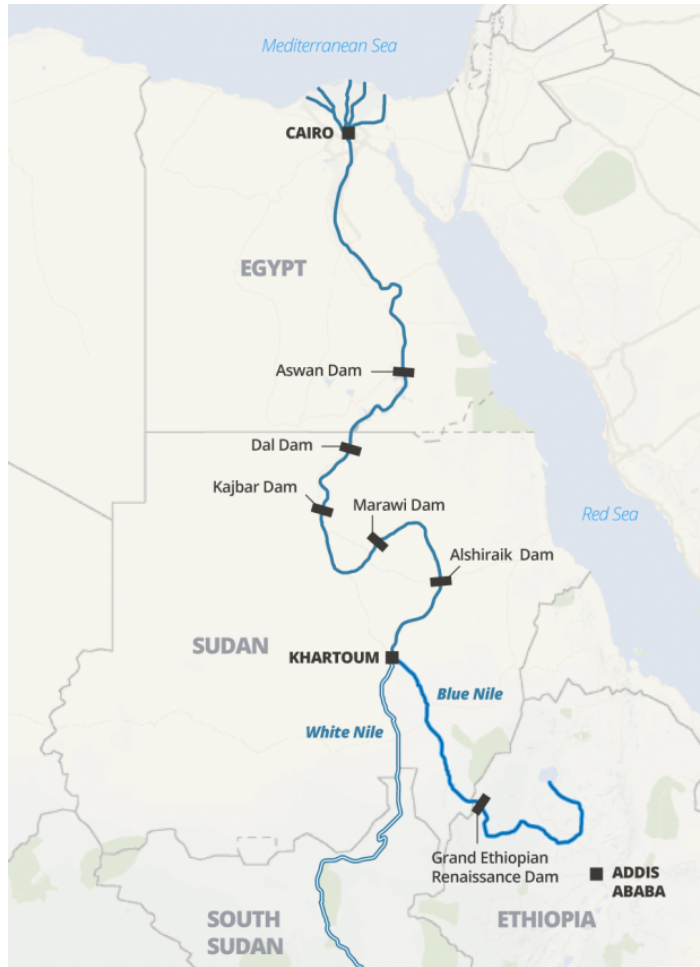 Mediterranean Sea
CAIRO
EGYPT
Aswan Dam
Dal Dam
Kajbar Dam
Marawi Dam
Red Sea
Alshiraik Dam
SUDAN
KHARTOUM
Blue Nile
White Nile
Grand Ethiopian
Renaissance Dam
ADDIS
ABABA
SOUTH
SUDAN
ETHIOPIA